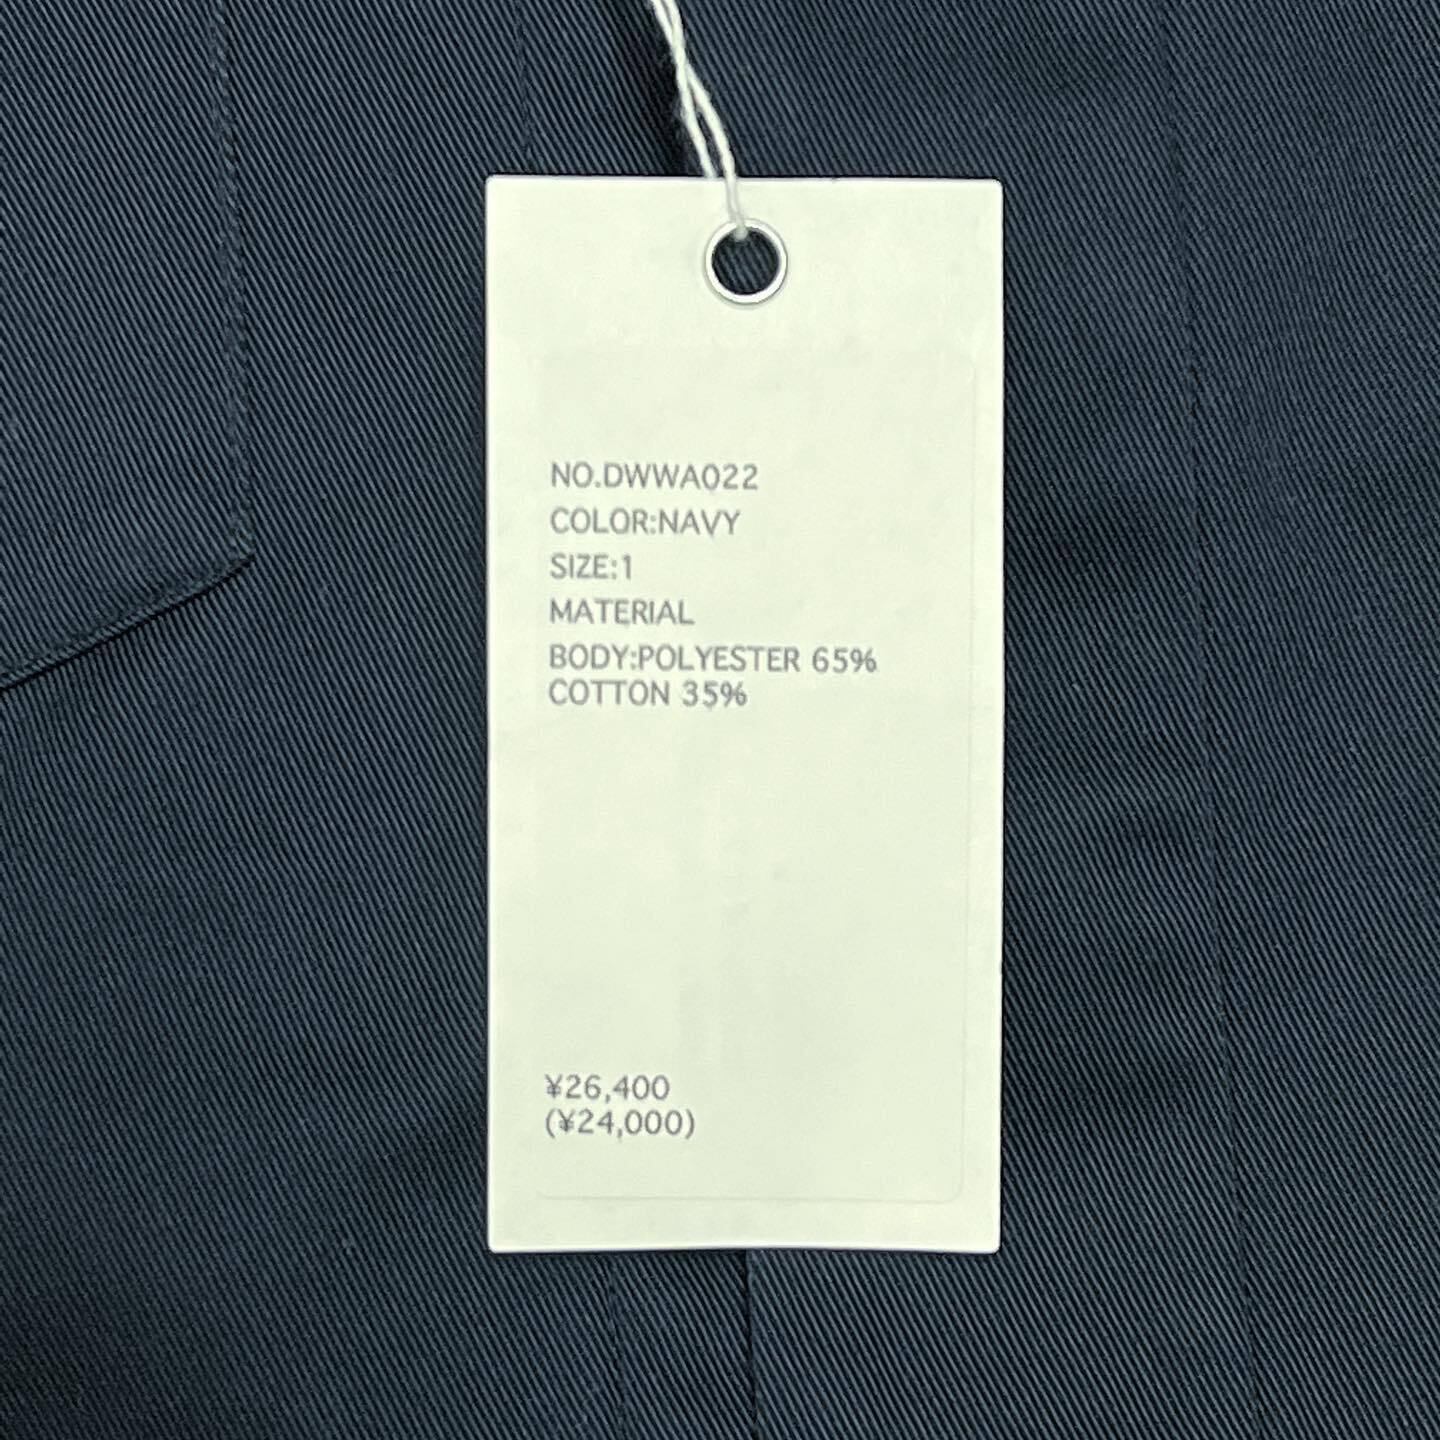 NO.DWWA022
COLOR:NAVY
SIZE:1
MATERIAL
BODY:POLYESTER 65%
COTTON 35%
¥26,400
(¥24,000)